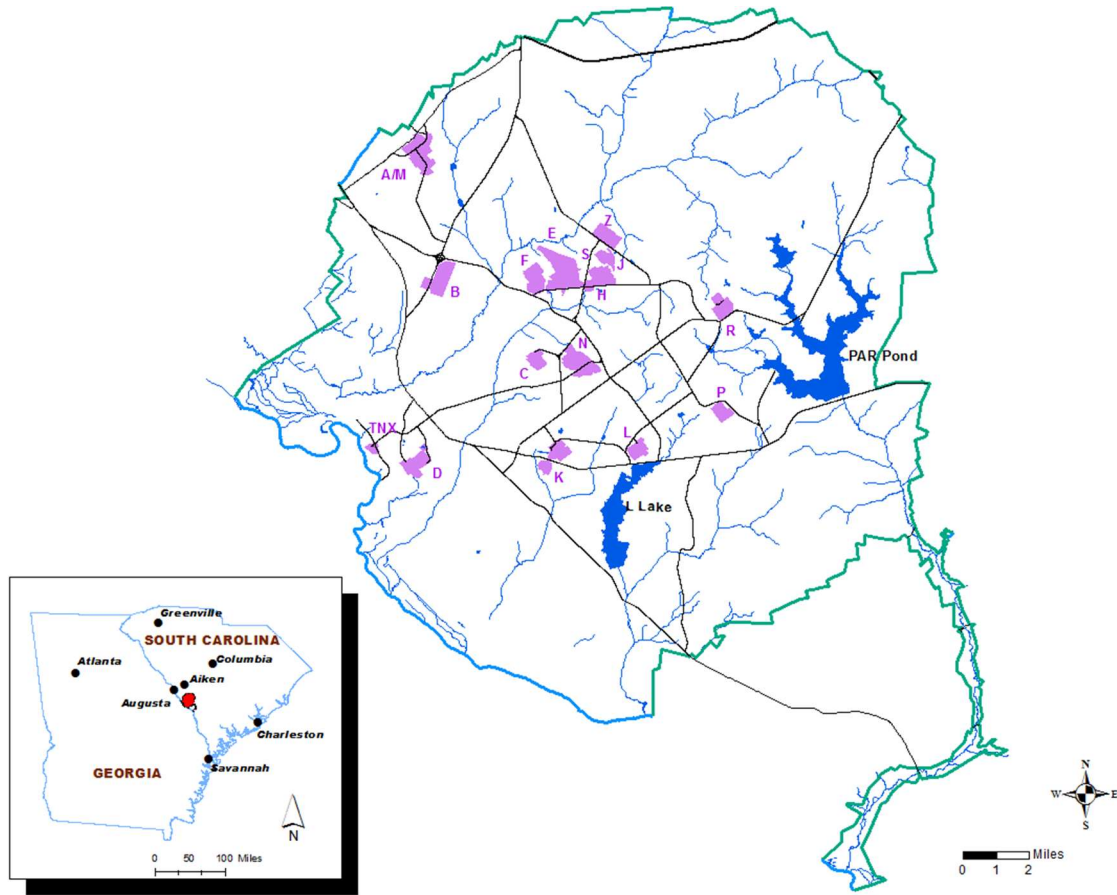 A/M
Z
E
S
F
J
B
H
R
PAR Pond
N
C
P
TNX
L
D
K
L Lake
Greenville
SOUTH CAROLINA
Atlanta
Columbia
Aiken
Augusta
Charleston
Savannah
GEORGIA
N
0 50 100 Miles
N
W E
S
Miles
0 1 2